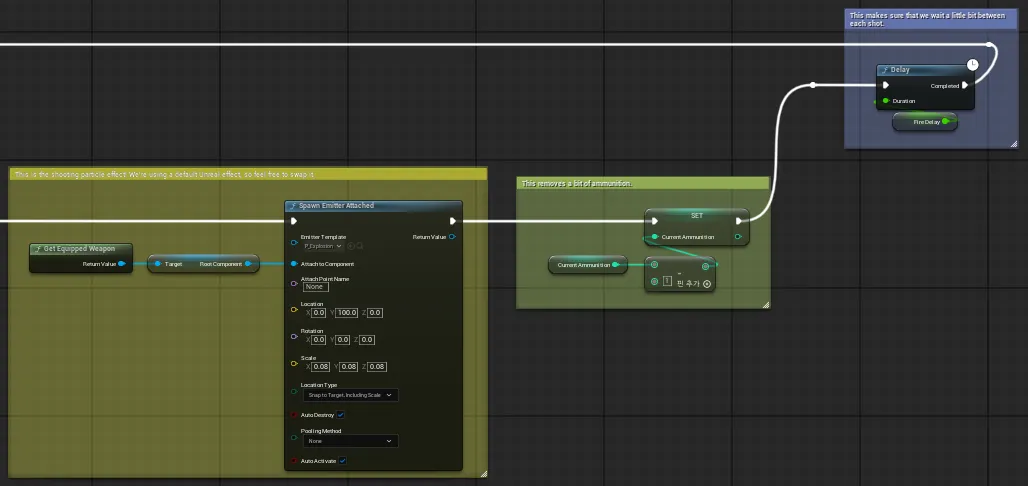 This makes sure that we wait a little bit between
each shot.
Delay
Completed
Duration
Fire Delay
This is the shooting particle effect! We're using a default unreal effect, so feel free to swap it.
Spawn Emitter Attached
Emitter Template
Return Value
P_Explosion
Get Equipped Weapon
Return Value
Target
Root Component
Attach to Component
Attach Point Name
None
Location
X 0.0 Y 100.0 Z 0.0
Rotation
X 0.0 Y 0.0 Z 0.0
Scale
X 0.08 Y 0.08 Z 0.08
Location Type
Snap to Target, Including Scale
Auto Destroy
Pooling Method
None
Auto Activate
This removes a bit of ammunition.
SET
Current Ammunition
Current Ammunition
-
1
핀 추가